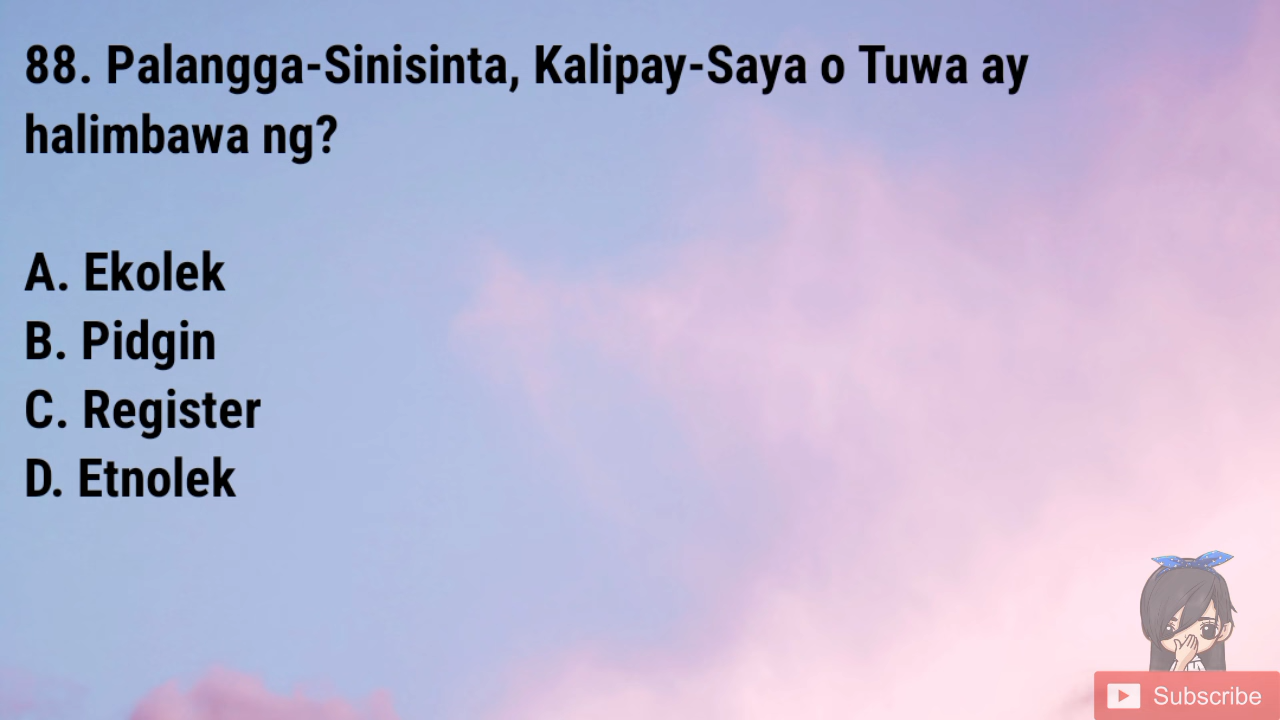 88. Palangga-Sinisinta, Kalipay-Saya o Tuwa ay
halimbawa ng?
A. Ekolek
B. Pidgin
C. Register
D. Etnolek
Subscribe